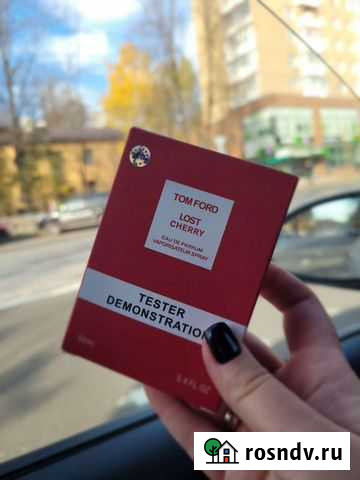 TOM FORD
LOST
CHERRY
EAU DE PARFUM
VAPORISATEUR SPRAY
TESTER
DEMONSTRATION
3.4 FL.OZ
rosndv.ru